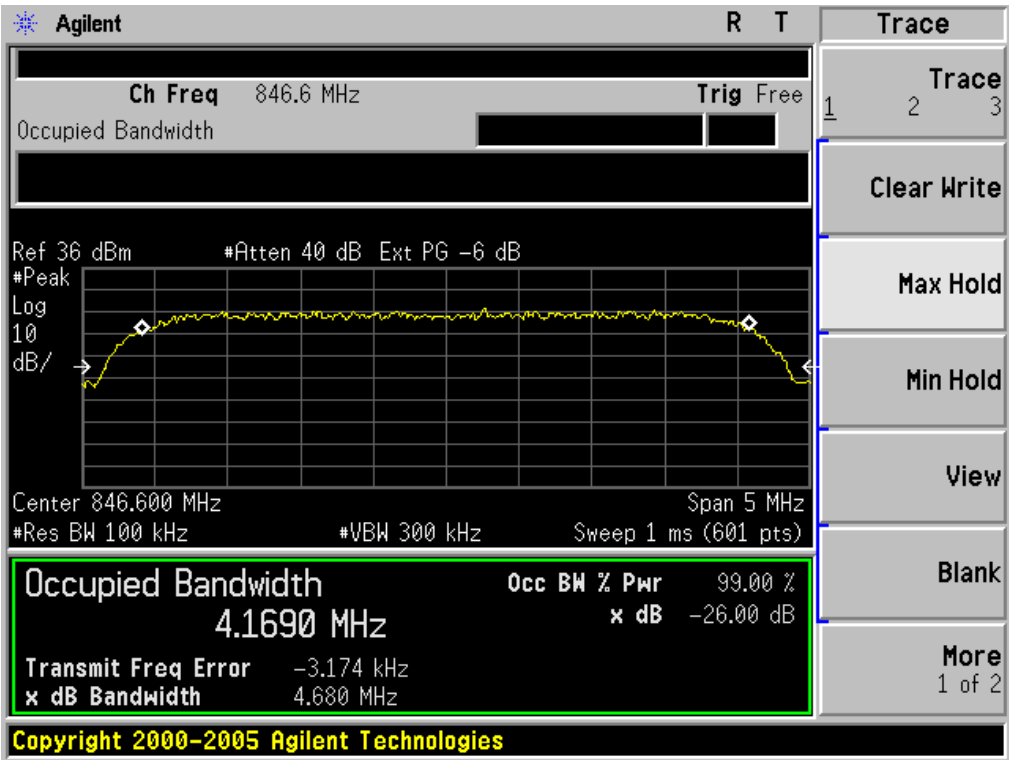 Agilent R T
Ch Freq 846.6 MHz Trig Free
Occupied Bandwidth
Ref 36 dBm #Atten 40 dB Ext PG -6 dB
#Peak
Log
10
dB/
Center 846.600 MHz Span 5 MHz
#Res BW 100 kHz #VBW 300 kHz Sweep 1 ms (601 pts)
Occupied Bandwidth Occ BW % Pwr 99.00 %
4.1690 MHz x dB -26.00 dB
Transmit Freq Error -3.174 kHz
x dB Bandwidth 4.680 MHz
Copyright 2000-2005 Agilent Technologies
Trace
Trace
1 2 3
Clear Write
Max Hold
Min Hold
View
Blank
More
1 of 2